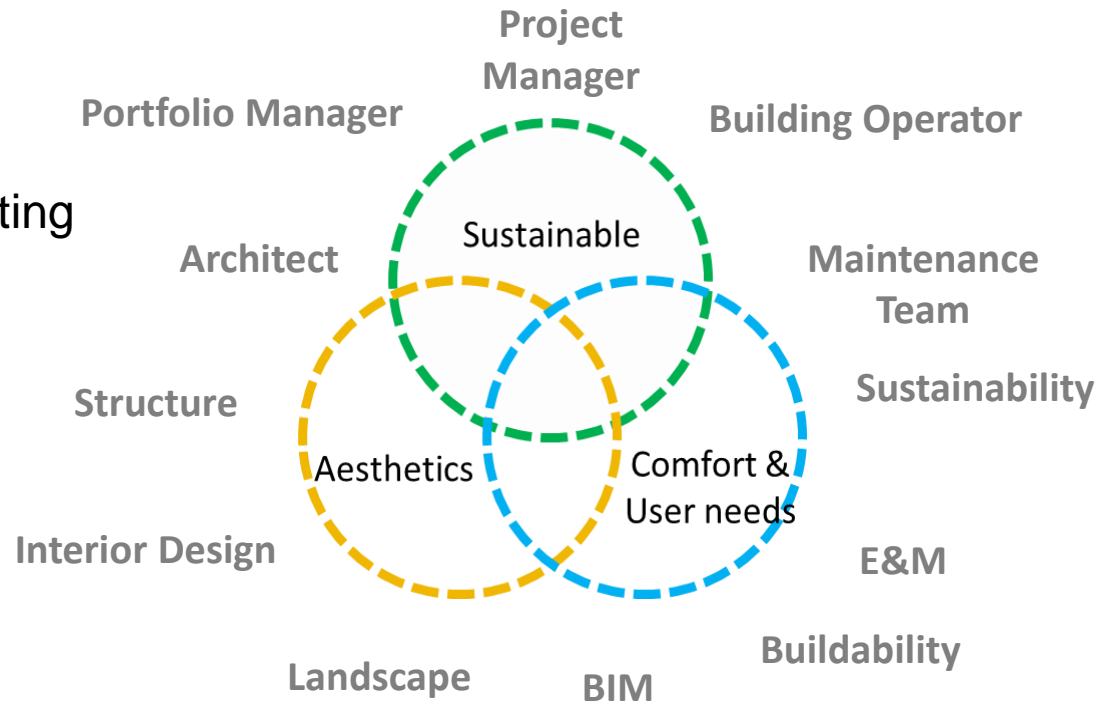 Project
Manager
Portfolio Manager
Building Operator
ting
Sustainable
Architect
Maintenance
Team
Structure
Sustainability
Aesthetics
Comfort &
User needs
Interior Design
E&M
Buildability
Landscape
BIM